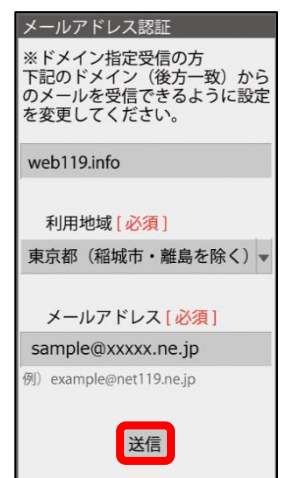 メールアドレス認証
※ドメイン指定受信の方
下記のドメイン（後方一致）から
のメールを受信できるように設定
を変更してください。
web119.info
利用地域 [ 必須 ]
東京都（稲城市・離島を除く）
メールアドレス [ 必須 ]
sample@xxxxx.ne.jp
例）example@net119.ne.jp
送信